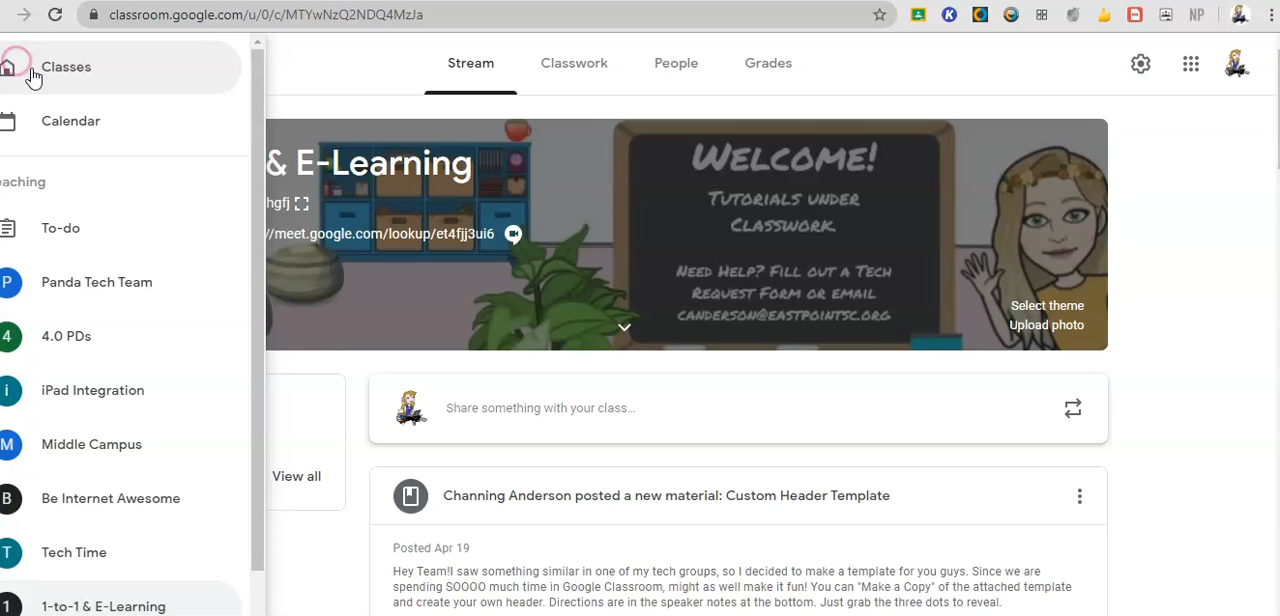 classroom.google.com/u/0/c/MTYwNzQ2NDQ4MzJa
K
NP
Classes
Calendar
eaching
To-do
P Panda Tech Team
4 4.0 PDs
i iPad Integration
M Middle Campus
B Be Internet Awesome
T Tech Time
1 1-to-1 & E-Learning
Stream Classwork People Grades
& E-Learning
hgfj
//meet.google.com/lookup/et4fjj3ui6
WELCOME!
TUTORIALS UNDER
CLASSWORK.
NEED HELP? FILL OUT A TECH
REQUEST FORM OR EMAIL
CANDERSON@EASTPOINTSC.ORG
Select theme
Upload photo
View all
Share something with your class...
Channing Anderson posted a new material: Custom Header Template
Posted Apr 19
Hey Team!I saw something similar in one of my tech groups, so I decided to make a template for you guys. Since we are
spending SOOOO much time in Google Classroom, might as well make it fun! You can "Make a Copy" of the attached template
and create your own header. Directions are in the speaker notes at the bottom. Just grab the three dots to reveal.